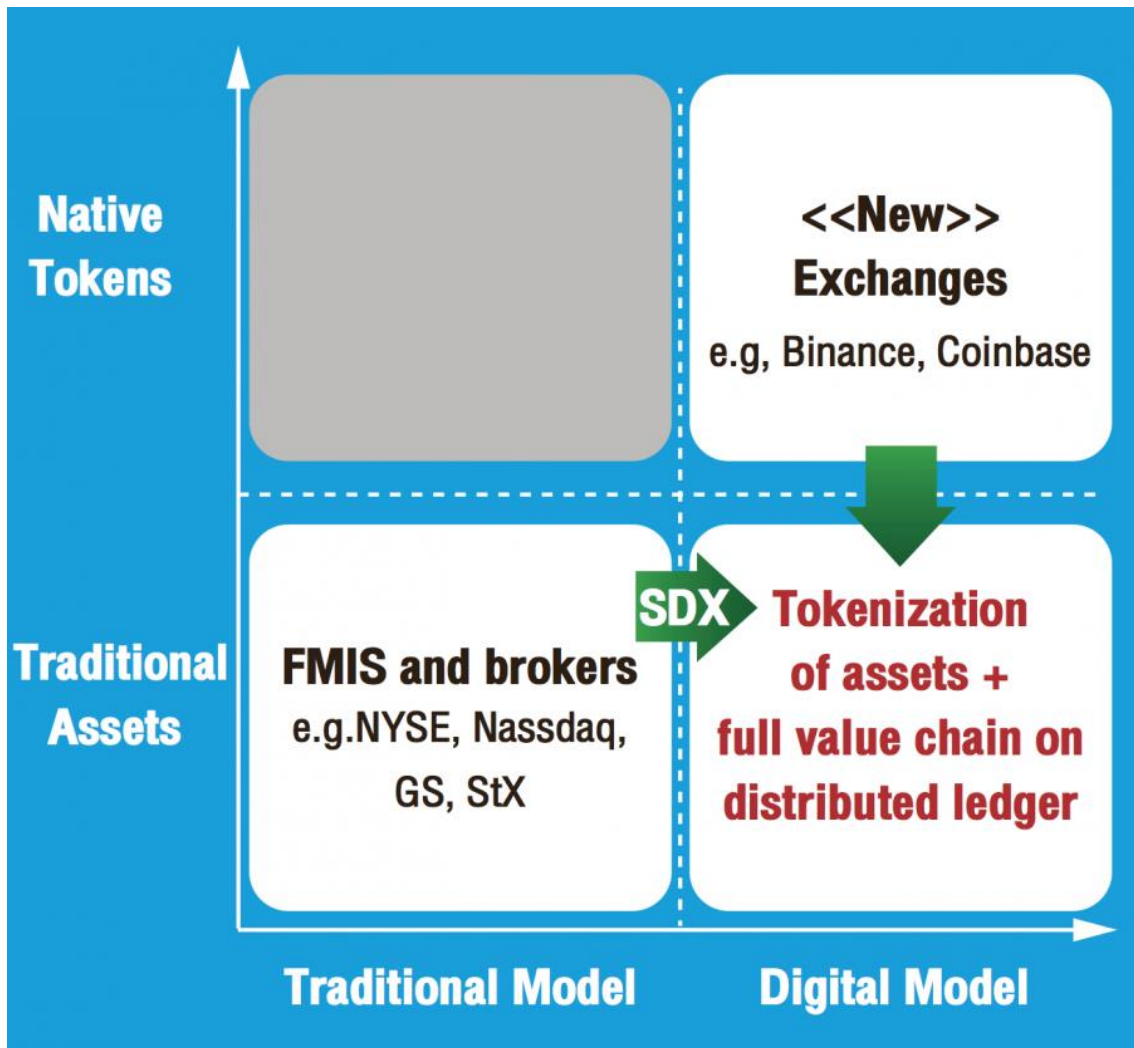 Native
Tokens
<<New>>
Exchanges
e.g, Binance, Coinbase
Traditional
Assets
FMIS and brokers
e.g.NYSE, Nassdaq,
GS, StX
SDX
Tokenization
of assets +
full value chain on
distributed ledger
Traditional Model
Digital Model